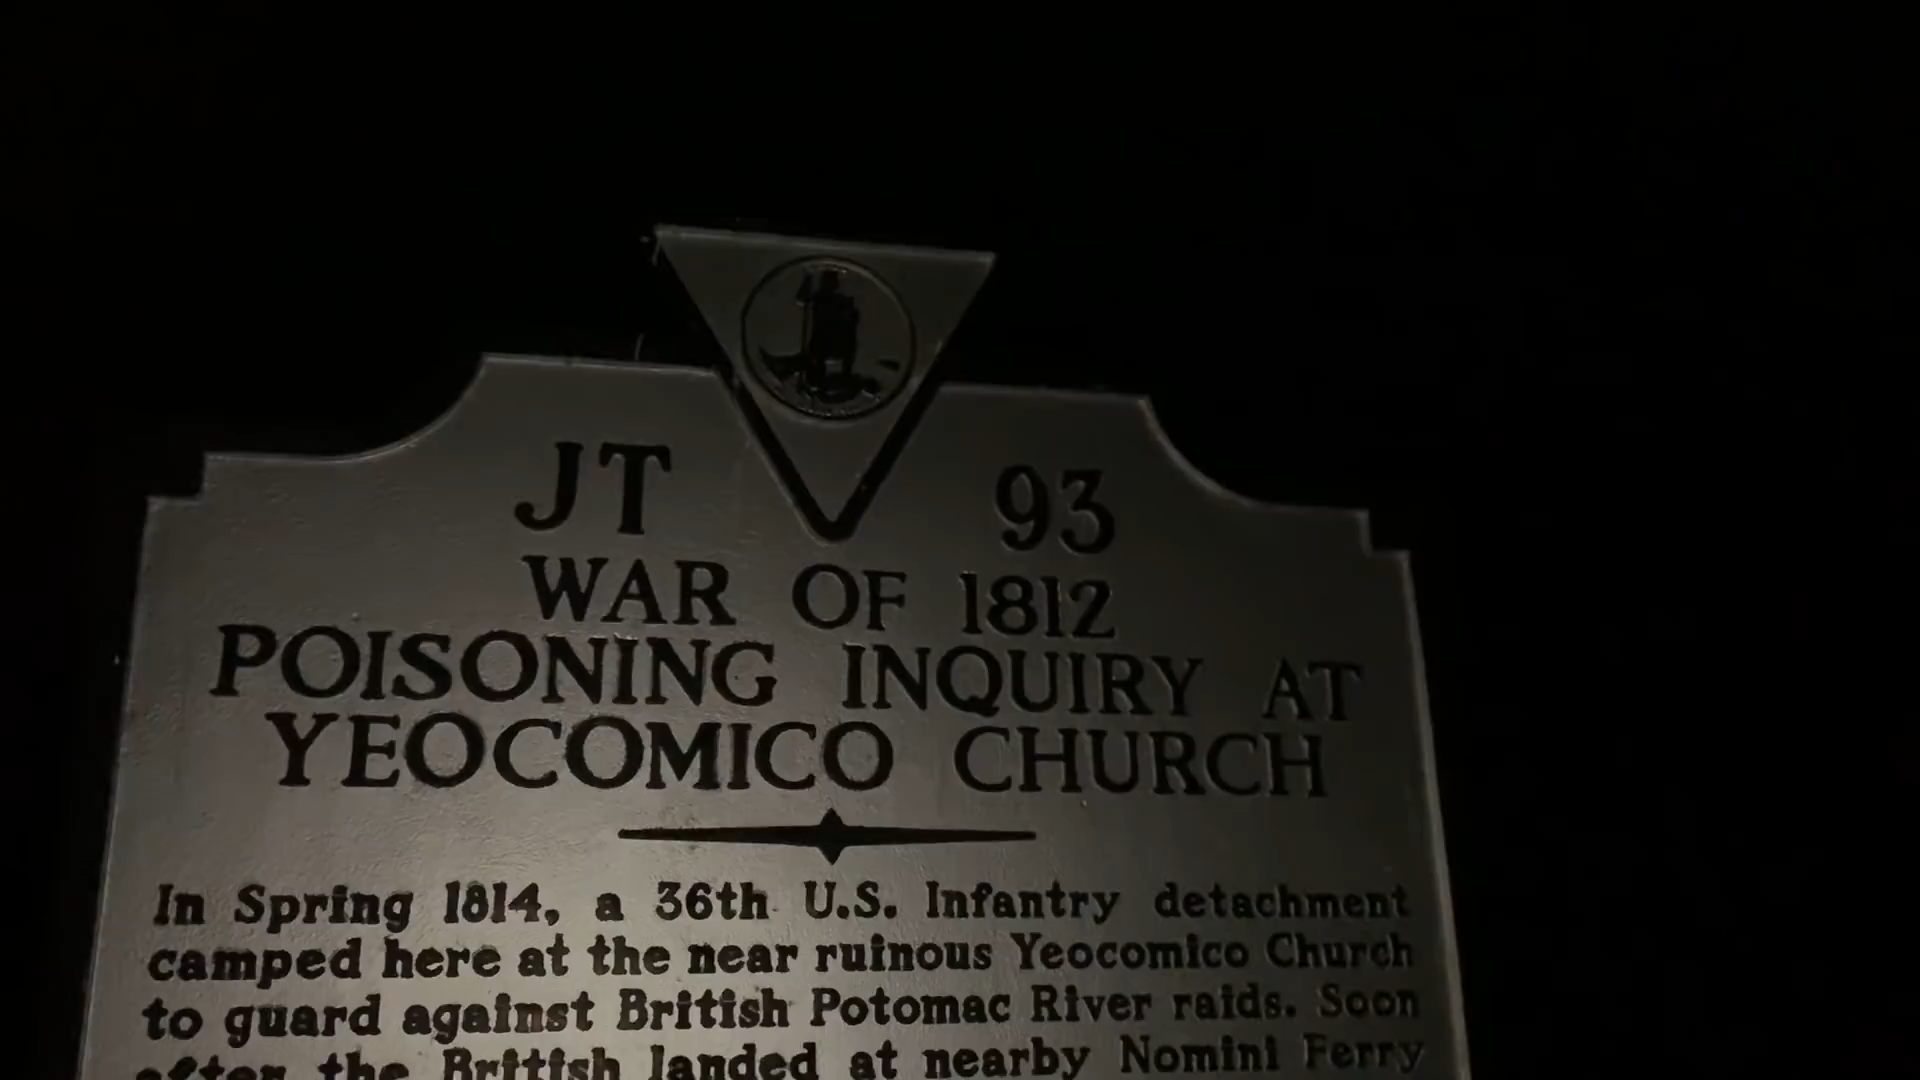 JT 93
WAR OF 1812
POISONING INQUIRY AT
YEOCOMICO CHURCH
In Spring 1814, a 36th U.S. Infantry detachment
camped here at the near ruinous Yeocomico Church
to guard against British Potomac River raids. Soon
after the British landed at nearby Nomini Ferry